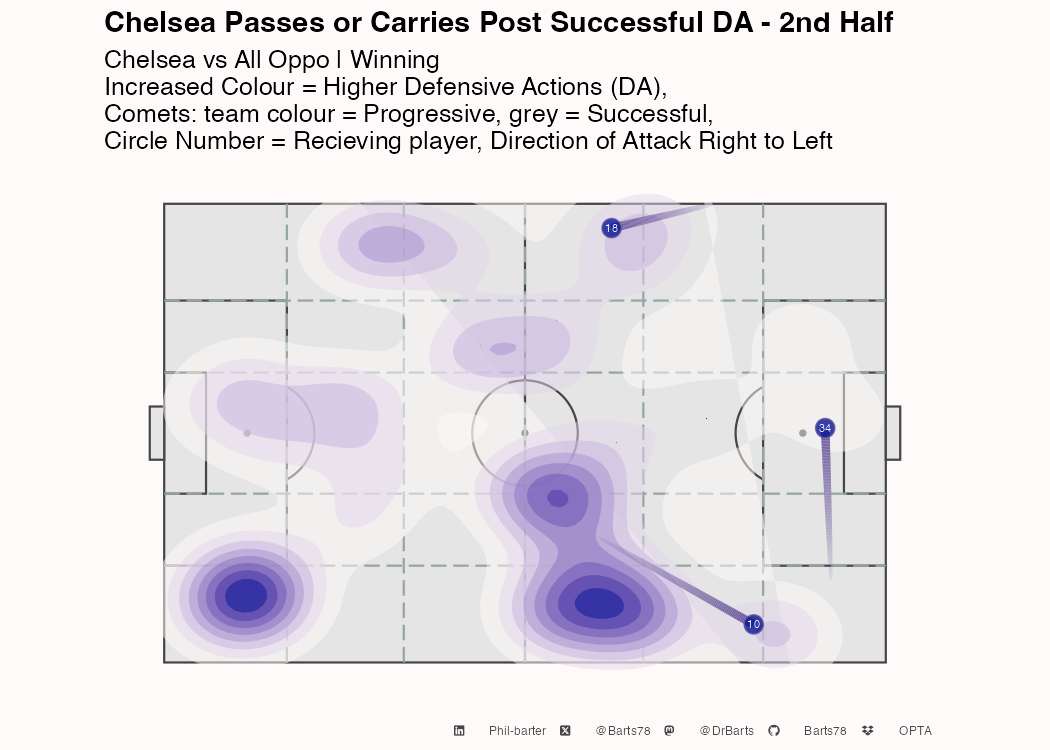 Chelsea Passes or Carries Post Successful DA - 2nd Half
Chelsea vs All Oppo | Winning
Increased Colour = Higher Defensive Actions (DA),
Comets: team colour = Progressive, grey = Successful,
Circle Number = Recieving player, Direction of Attack Right to Left
18
34
10
Phil-barter @Barts78 @DrBarts Barts78 OPTA